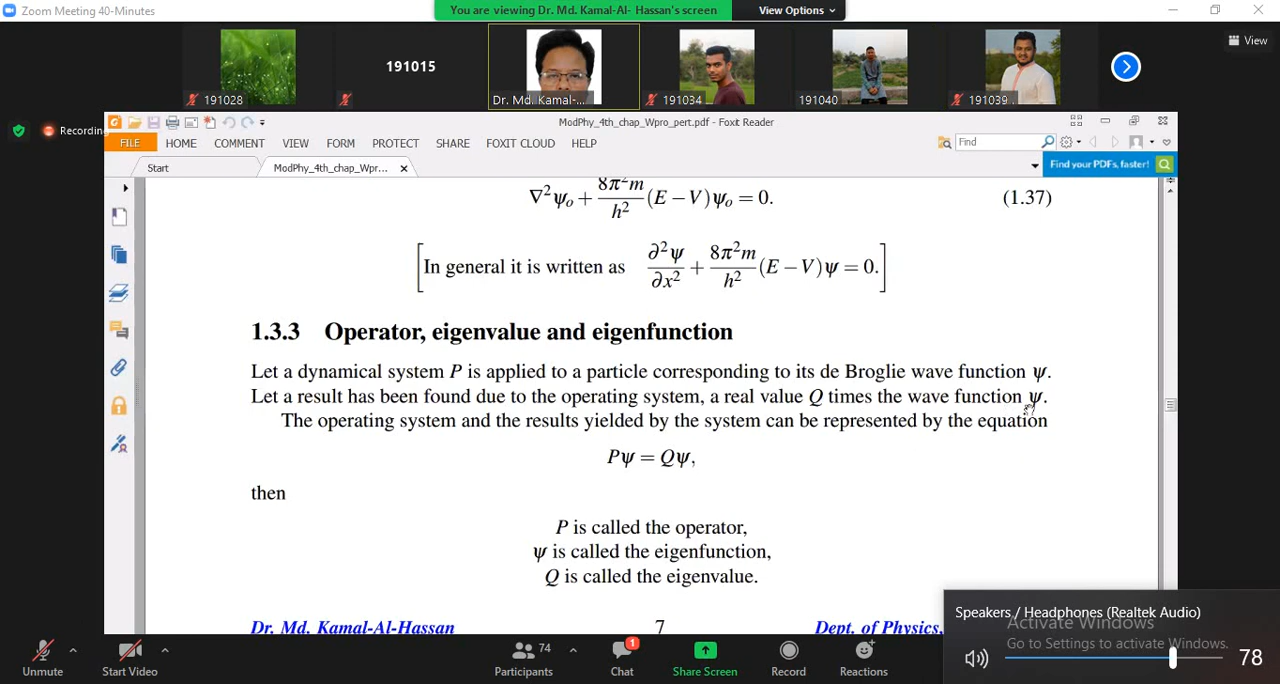 Zoom Meeting 40-Minutes
You are viewing Dr. Md. Kamal-Al- Hassan's screen
View Options
View
191028
191015
Dr. Md. Kamal-...
191034
191040
191039
Recording
ModPhy_4th_chap_Wpro_pert.pdf - Foxit Reader
FILE HOME COMMENT VIEW FORM PROTECT SHARE FOXIT CLOUD HELP
Find
Start
ModPhy_4th_chap_Wpr...
Find your PDFs, faster!
∇²ψₒ + 8π²m/h² (E − V)ψₒ = 0. (1.37)
[In general it is written as ∂²ψ/∂x² + 8π²m/h² (E − V)ψ = 0.]
1.3.3 Operator, eigenvalue and eigenfunction
Let a dynamical system P is applied to a particle corresponding to its de Broglie wave function ψ.
Let a result has been found due to the operating system, a real value Q times the wave function ψ.
The operating system and the results yielded by the system can be represented by the equation
Pψ = Qψ,
then
P is called the operator,
ψ is called the eigenfunction,
Q is called the eigenvalue.
Dr. Md. Kamal-Al-Hassan 7 Dept. of Physics,
Speakers / Headphones (Realtek Audio)
Activate Windows
Go to Settings to activate Windows.
78
Unmute
Start Video
74
Participants
1
Chat
Share Screen
Record
Reactions